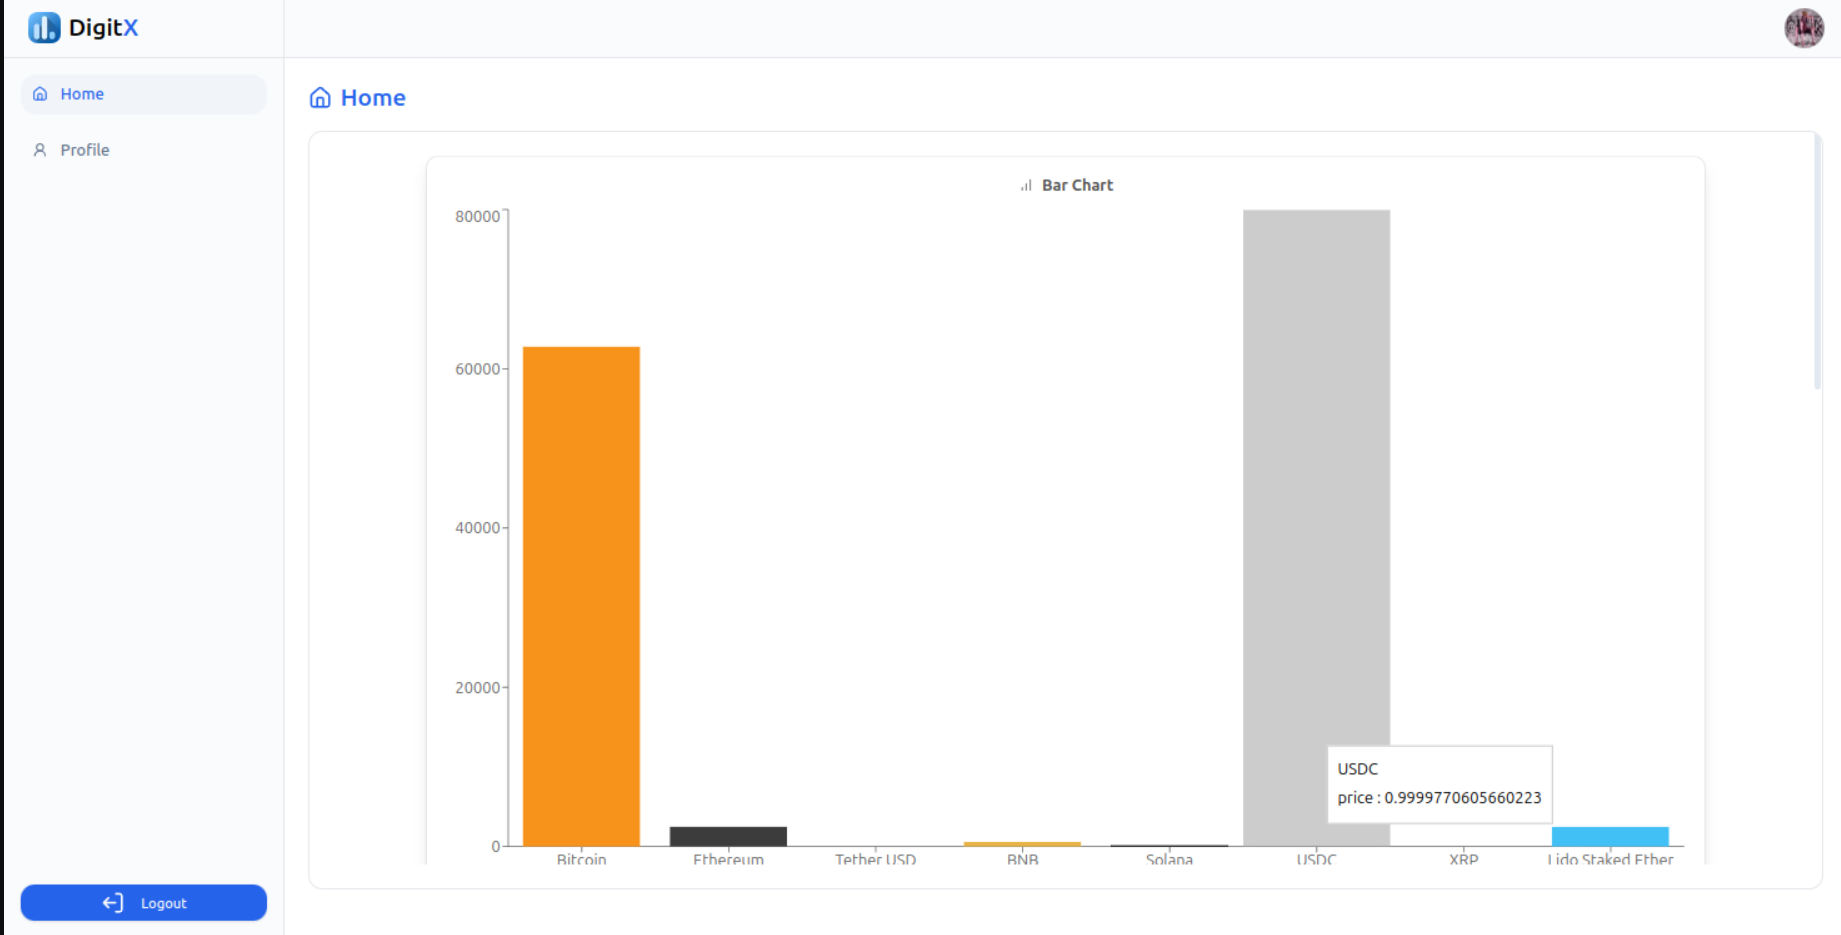 DigitX
Home
Profile
Home
Bar Chart
80000
60000
40000
20000
0
USDC
price : 0.9999770605660223
Bitcoin
Ethereum
Tether USD
BNB
Solana
USDC
XRP
Lido Staked Ether
Logout